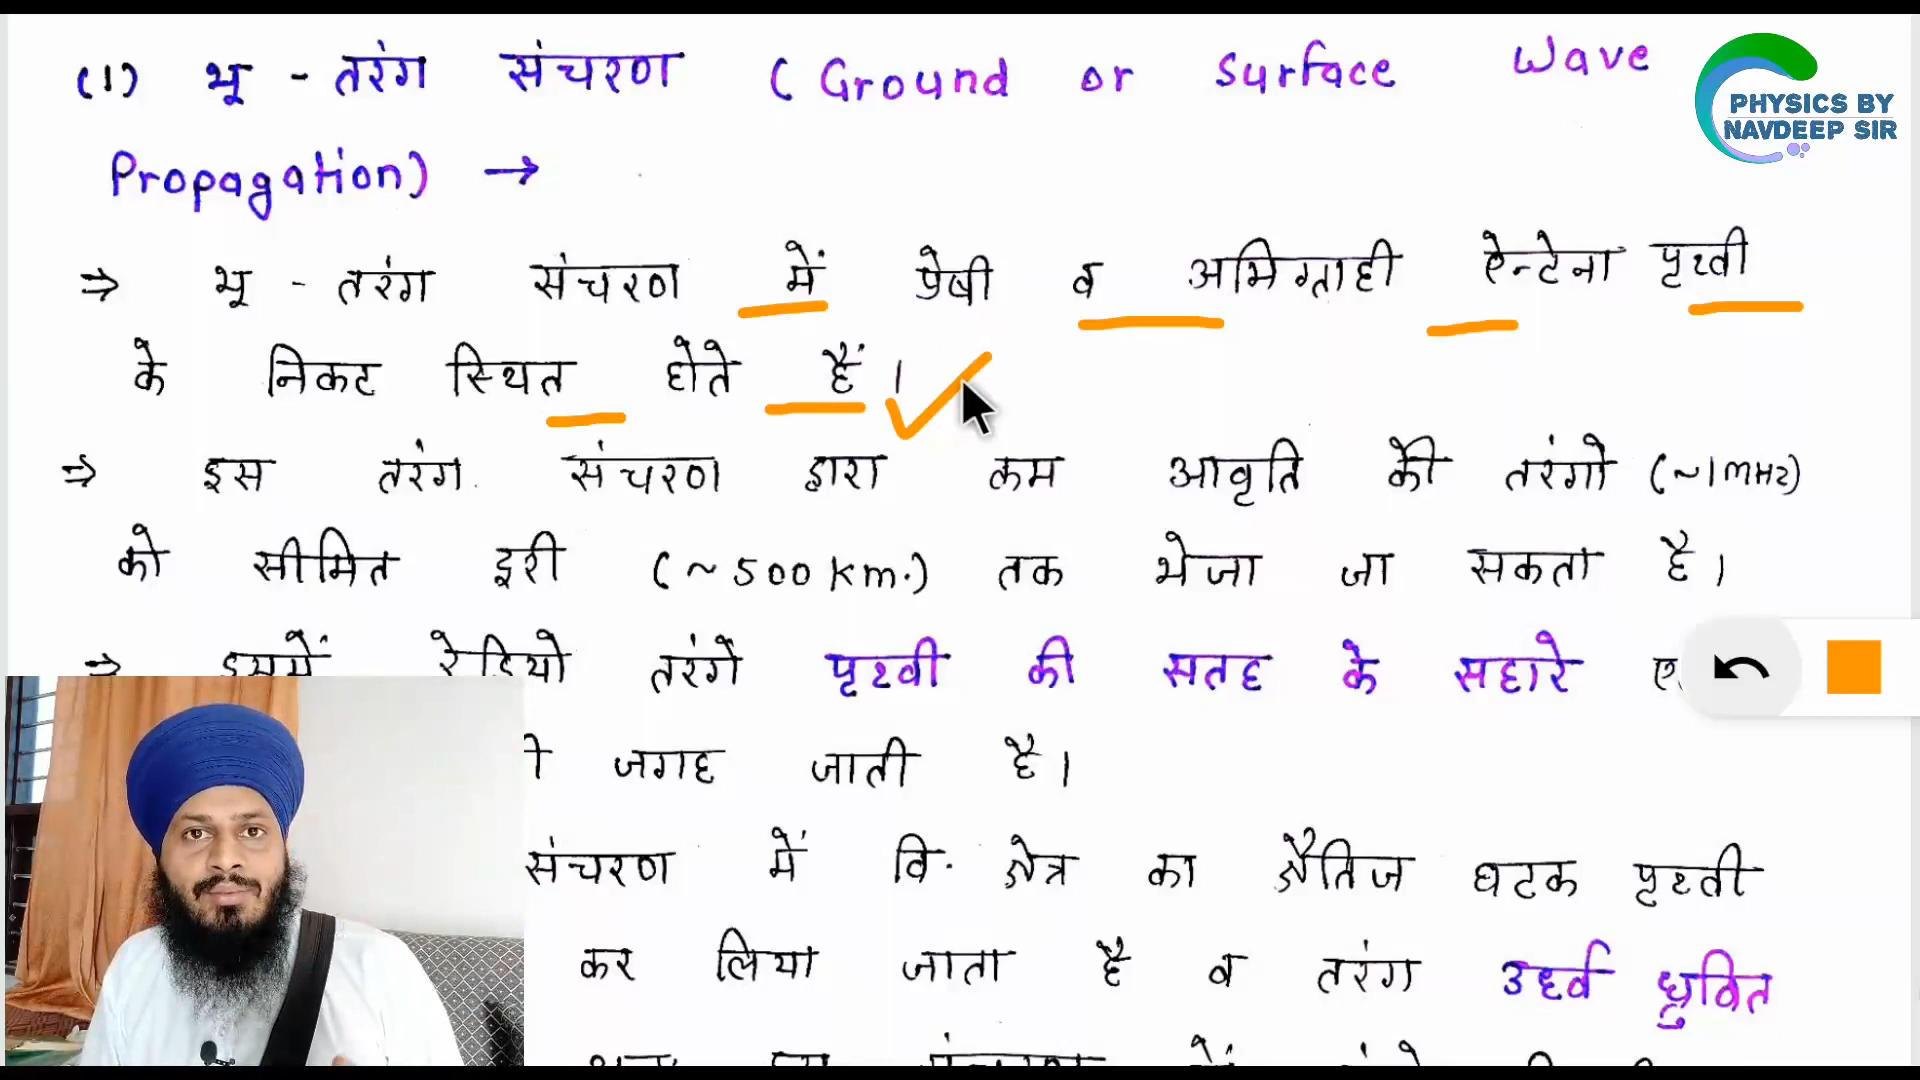 (1) भू - तरंग संचरण (Ground or Surface Wave
Propagation) →
PHYSICS BY
NAVDEEP SIR
⇒ भू - तरंग संचरण में प्रेषी व अभिग्राही ऐन्टेना पृथ्वी
के निकट स्थित होते हैं।
⇒ इस तरंग संचरण द्वारा कम आवृति की तरंगो (~1MHz)
को सीमित दूरी (~500 Km.) तक भेजा जा सकता है।
⇒ इसमें रेडियो तरंगे पृथ्वी की सतह के सहारे
जगह जाती है।
संचरण में वि. क्षेत्र का क्षैतिज घटक पृथ्वी
कर लिया जाता है व तरंग उर्ध्व ध्रुवित